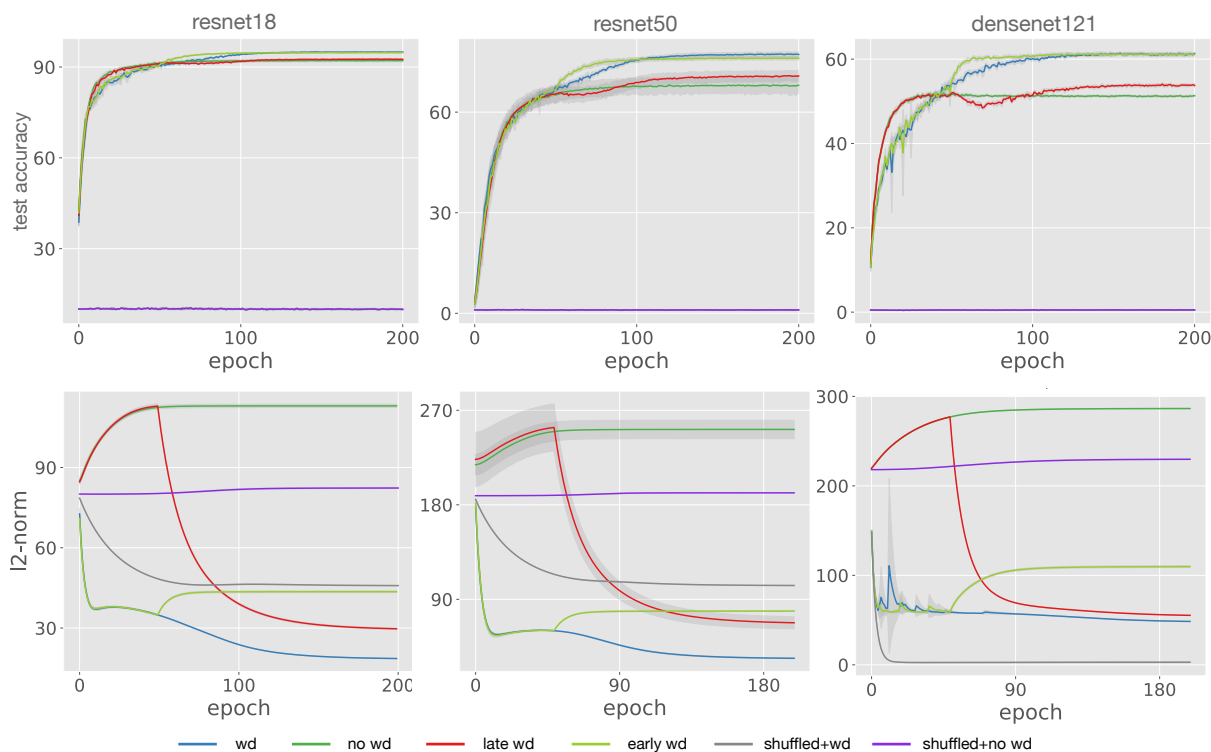 resnet18 resnet50 densenet121
test accuracy
90
60
30
0 100 200
epoch
60
30
0
0 100 200
epoch
60
40
20
0
0 100 200
epoch
l2-norm
90
60
30
0 100 200
epoch
270
180
90
0 90 180
epoch
300
200
100
0
0 90 180
epoch
wd no wd late wd early wd shuffled+wd shuffled+no wd